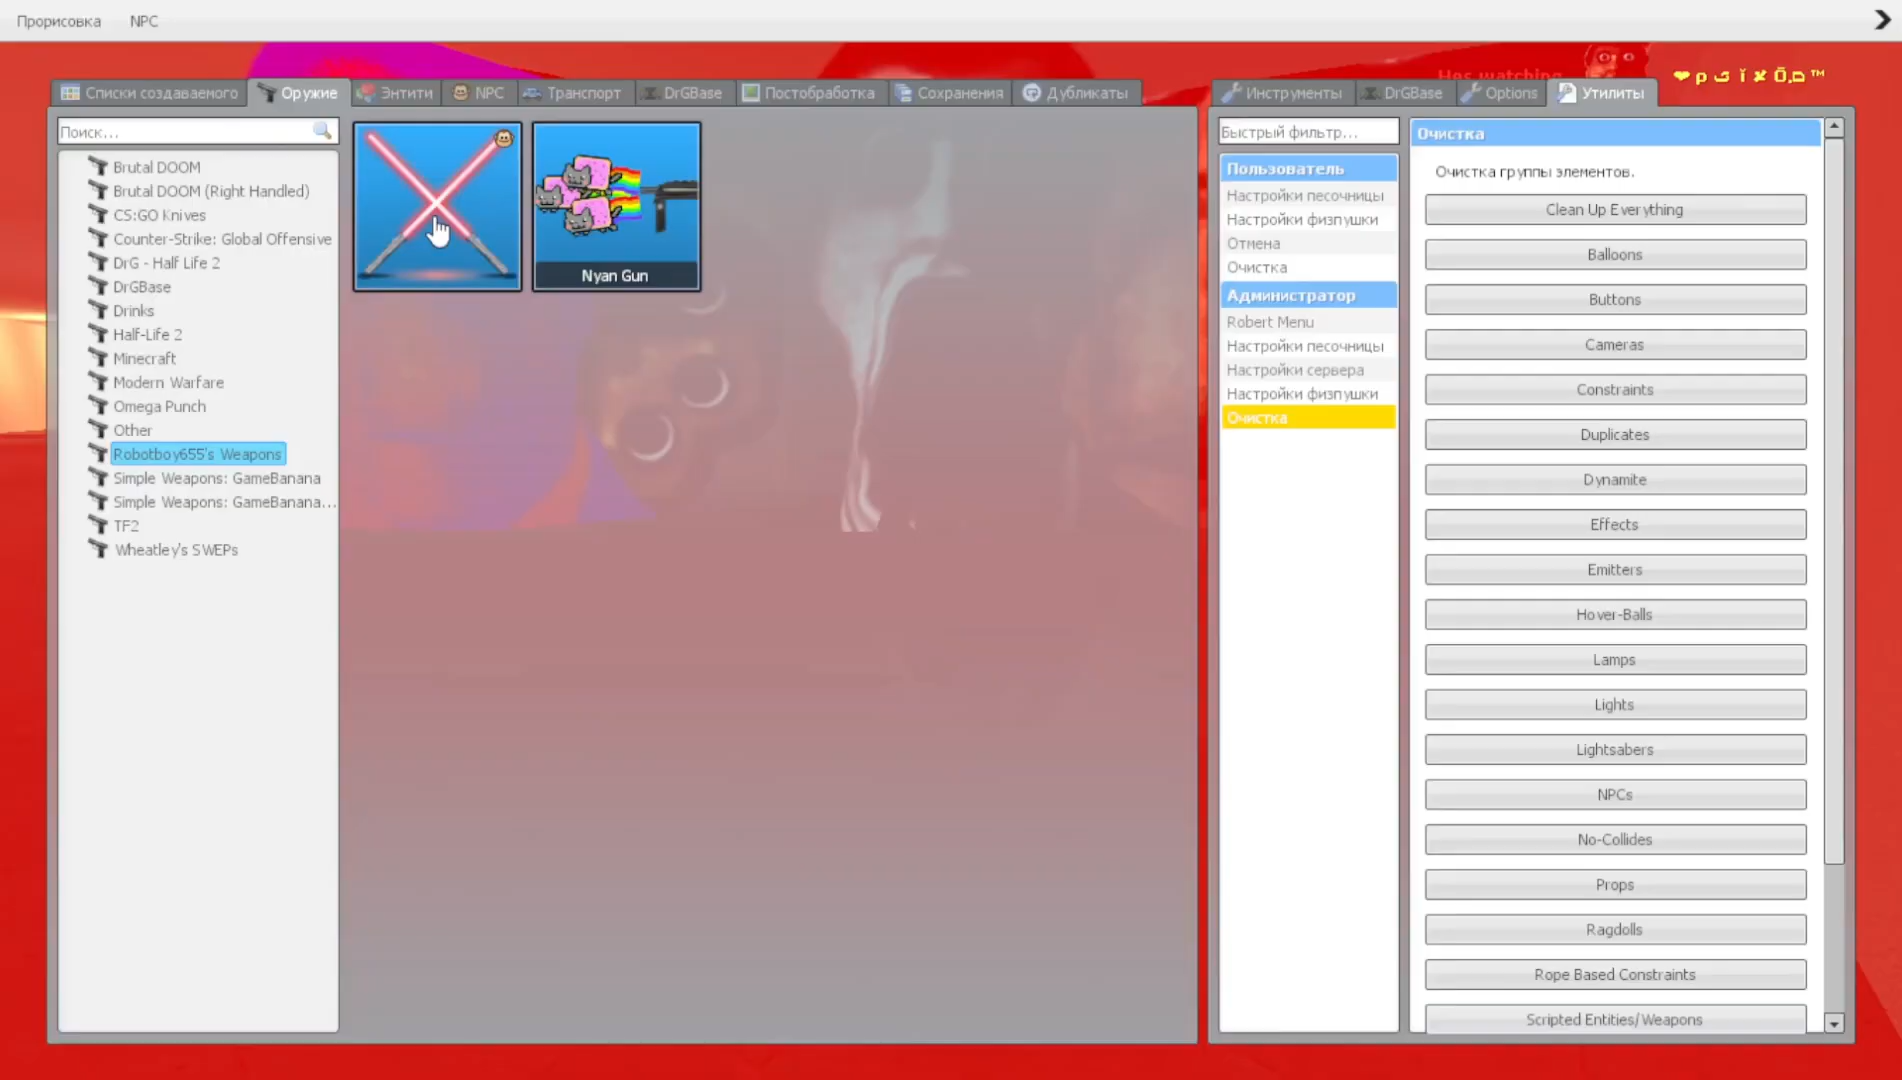 Прорисовка NPC
Hes watching
Списки создаваемого Оружие Энтити NPC Транспорт DrGBase Постобработка Сохранения Дубликаты
Инструменты DrGBase Options Утилиты
Поиск...
Brutal DOOM
Brutal DOOM (Right Handled)
CS:GO Knives
Counter-Strike: Global Offensive
DrG - Half Life 2
DrGBase
Drinks
Half-Life 2
Minecraft
Modern Warfare
Omega Punch
Other
Robotboy655's Weapons
Simple Weapons: GameBanana
Simple Weapons: GameBanana...
TF2
Wheatley's SWEPs
Nyan Gun
Быстрый фильтр...
Пользователь
Настройки песочницы
Настройки физпушки
Отмена
Очистка
Администратор
Robert Menu
Настройки песочницы
Настройки сервера
Настройки физпушки
Очистка
Очистка
Очистка группы элементов.
Clean Up Everything
Balloons
Buttons
Cameras
Constraints
Duplicates
Dynamite
Effects
Emitters
Hover-Balls
Lamps
Lights
Lightsabers
NPCs
No-Collides
Props
Ragdolls
Rope Based Constraints
Scripted Entities/Weapons